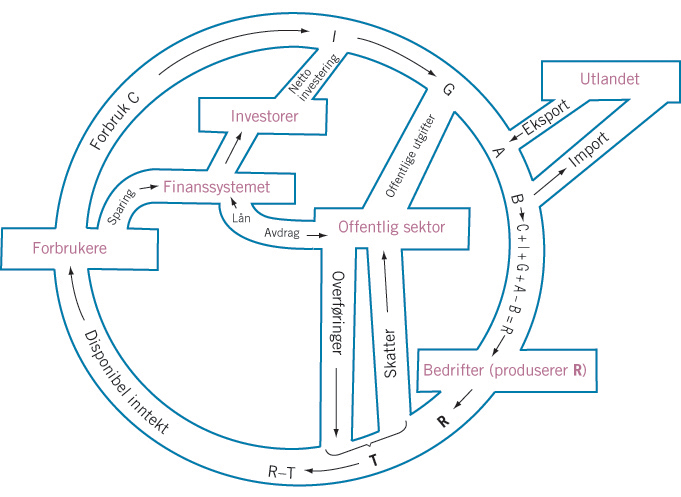 I
G
Forbruk C
Netto
investering
Utlandet
Investorer
Eksport
A
Import
Offentlige utgifter
Finanssystemet
Sparing
B
Lån
Avdrag
Offentlig sektor
C+I+G+A–B=R
Forbrukere
Overføringer
Skatter
Disponibel inntekt
Bedrifter (produserer R)
R
T
R–T